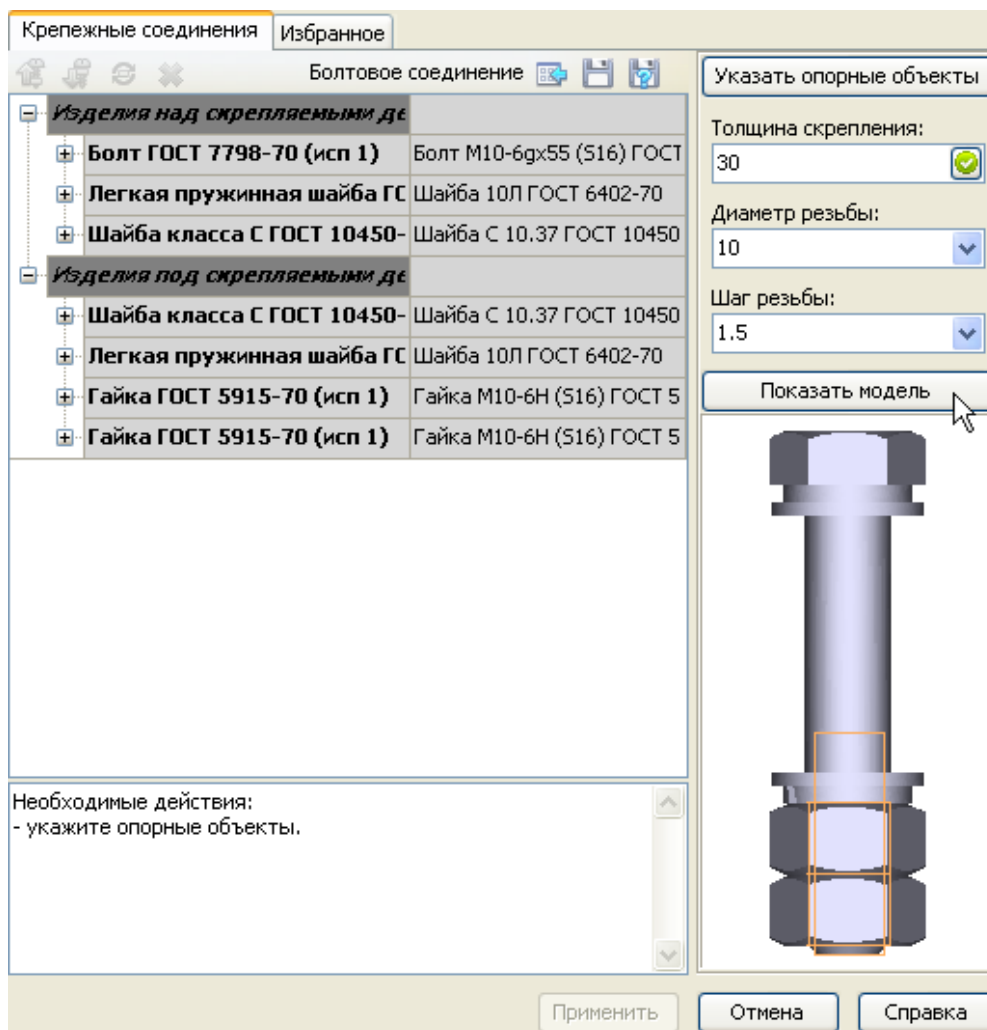 Крепежные соединения
Избранное
Болтовое соединение
Изделия над скрепляемыми де
Болт ГОСТ 7798-70 (исп 1) Болт М10-6gx55 (S16) ГОСТ
Легкая пружинная шайба ГС Шайба 10Л ГОСТ 6402-70
Шайба класса С ГОСТ 10450- Шайба С 10.37 ГОСТ 10450
Изделия под скрепляемыми де
Шайба класса С ГОСТ 10450- Шайба С 10.37 ГОСТ 10450
Легкая пружинная шайба ГС Шайба 10Л ГОСТ 6402-70
Гайка ГОСТ 5915-70 (исп 1) Гайка М10-6Н (S16) ГОСТ 5
Гайка ГОСТ 5915-70 (исп 1) Гайка М10-6Н (S16) ГОСТ 5
Необходимые действия:
- укажите опорные объекты.
Указать опорные объекты
Толщина скрепления:
30
Диаметр резьбы:
10
Шаг резьбы:
1.5
Показать модель
Применить
Отмена
Справка